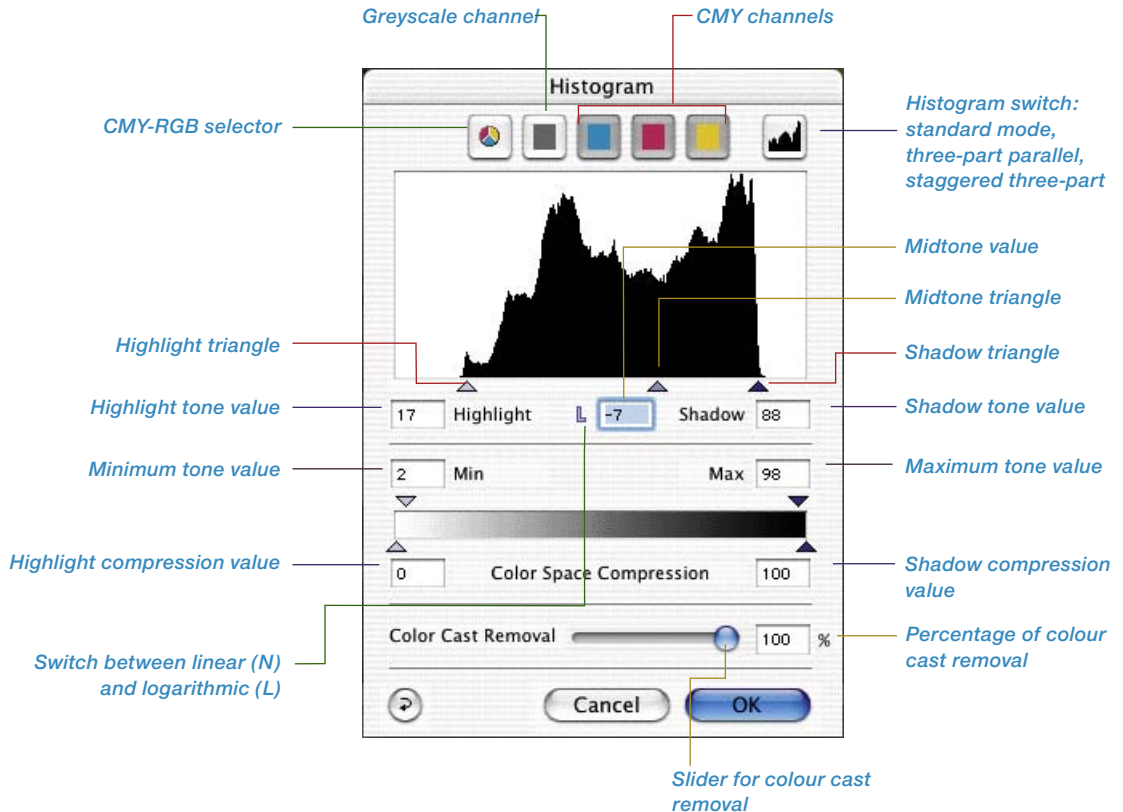 Greyscale channel
CMY channels
Histogram
CMY-RGB selector
Histogram switch:
standard mode,
three-part parallel,
staggered three-part
Midtone value
Midtone triangle
Highlight triangle
Shadow triangle
Highlight tone value
17 Highlight L -7 Shadow 88
Shadow tone value
Minimum tone value
2 Min Max 98
Maximum tone value
Highlight compression value
0 Color Space Compression 100
Shadow compression
value
Color Cast Removal 100 %
Percentage of colour
cast removal
Switch between linear (N)
and logarithmic (L)
Cancel OK
Slider for colour cast
removal